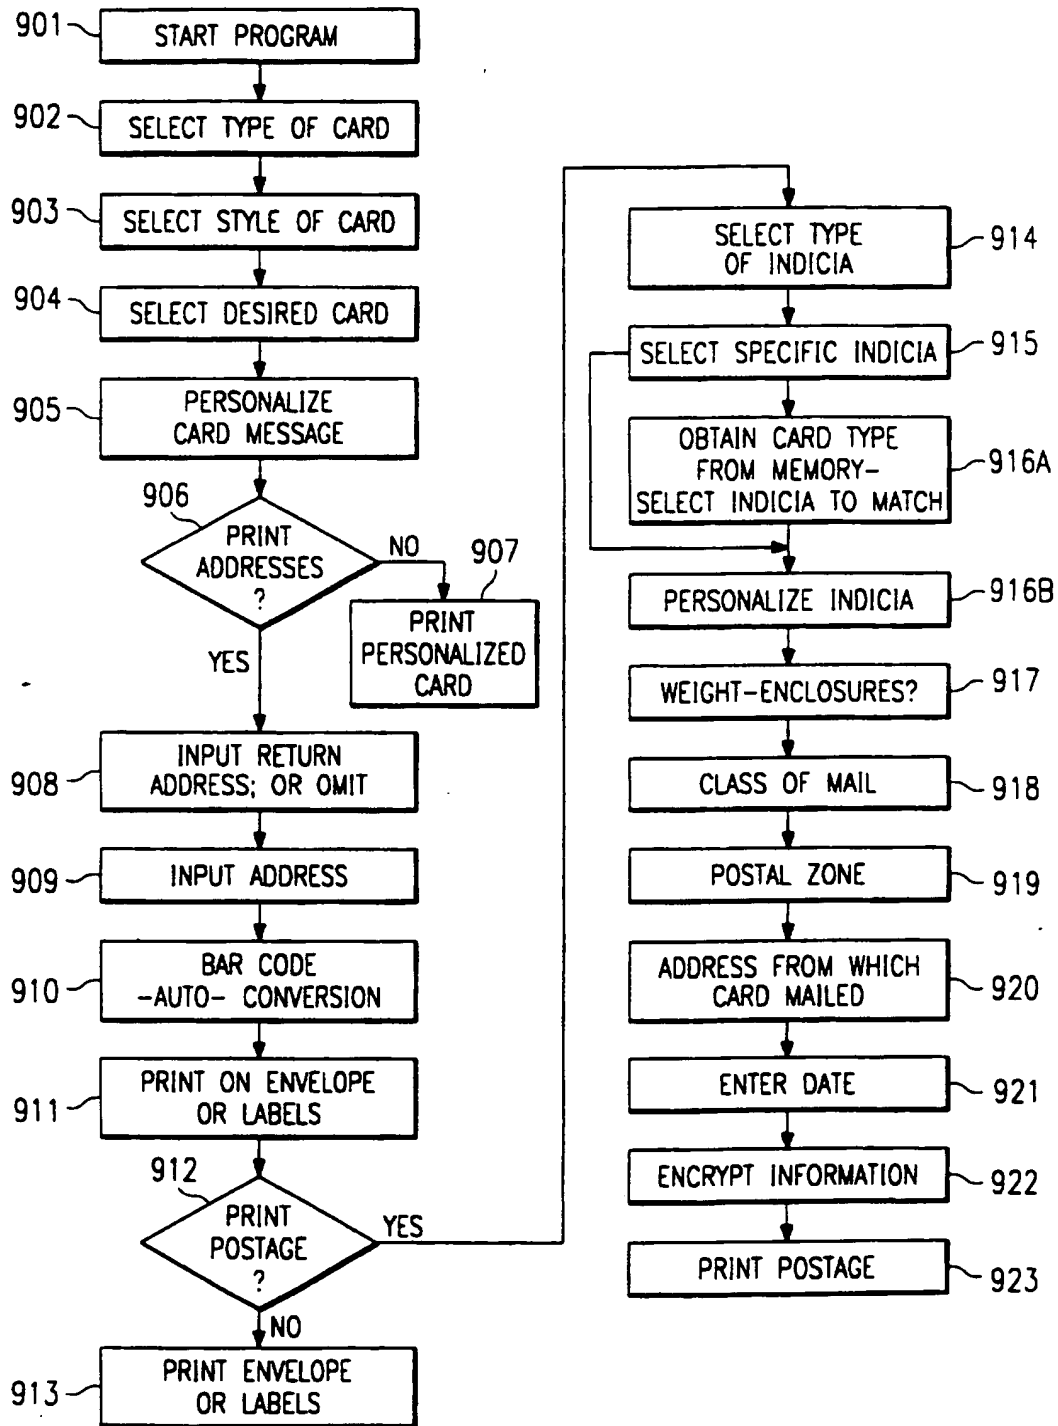 901
START PROGRAM
902
SELECT TYPE OF CARD
903
SELECT STYLE OF CARD
904
SELECT DESIRED CARD
905
PERSONALIZE
CARD MESSAGE
906
PRINT
ADDRESSES
?
NO
907
PRINT
PERSONALIZED
CARD
YES
908
INPUT RETURN
ADDRESS; OR OMIT
909
INPUT ADDRESS
910
BAR CODE
-AUTO- CONVERSION
911
PRINT ON ENVELOPE
OR LABELS
912
PRINT
POSTAGE
?
YES
NO
913
PRINT ENVELOPE
OR LABELS
SELECT TYPE
OF INDICIA
914
SELECT SPECIFIC INDICIA
915
OBTAIN CARD TYPE
FROM MEMORY-
SELECT INDICIA TO MATCH
916A
PERSONALIZE INDICIA
916B
WEIGHT-ENCLOSURES?
917
CLASS OF MAIL
918
POSTAL ZONE
919
ADDRESS FROM WHICH
CARD MAILED
920
ENTER DATE
921
ENCRYPT INFORMATION
922
PRINT POSTAGE
923